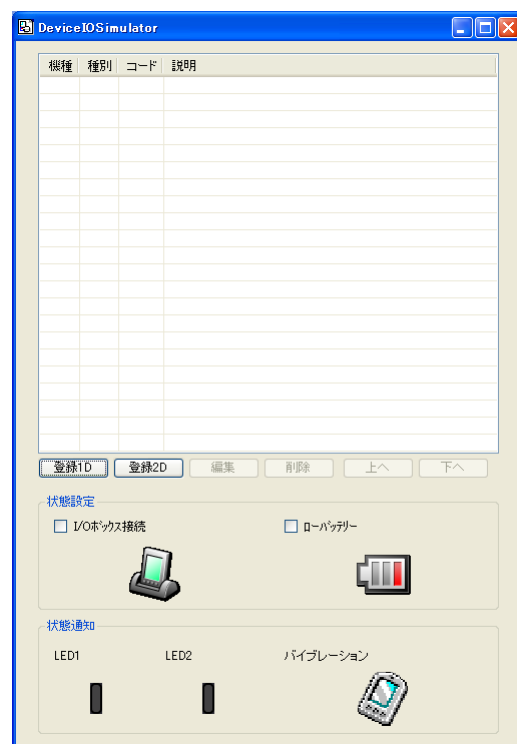 DeviceIOSimulator
機種 種別 コード 説明
登録1D 登録2D 編集 削除 上へ 下へ
状態設定
I/Oボックス接続 ローバッテリー
状態通知
LED1 LED2 バイブレーション